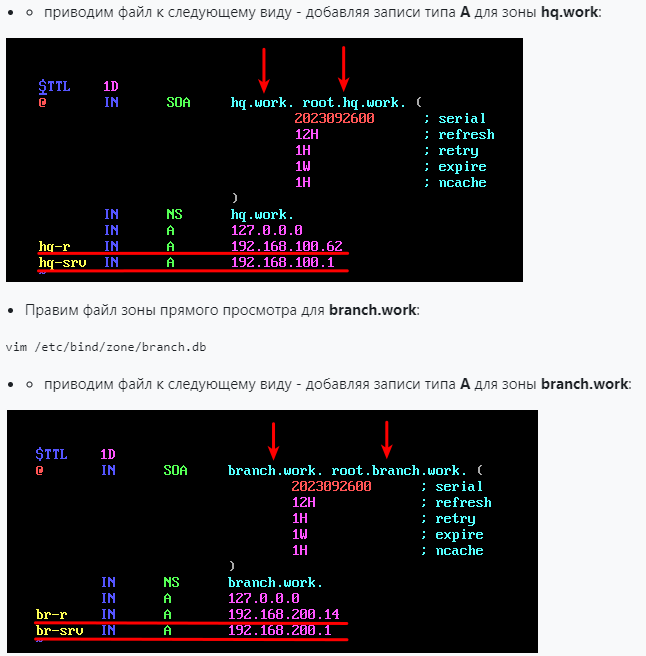 приводим файл к следующему виду - добавляя записи типа A для зоны hq.work:
$TTL 1D
@ IN SOA hq.work. root.hq.work. (
2023092600 ; serial
12H ; refresh
1H ; retry
1W ; expire
1H ; ncache
)
IN NS hq.work.
IN A 127.0.0.0
hq-r IN A 192.168.100.62
hq-srv IN A 192.168.100.1
Правим файл зоны прямого просмотра для branch.work:
vim /etc/bind/zone/branch.db
приводим файл к следующему виду - добавляя записи типа A для зоны branch.work:
$TTL 1D
@ IN SOA branch.work. root.branch.work. (
2023092600 ; serial
12H ; refresh
1H ; retry
1W ; expire
1H ; ncache
)
IN NS branch.work.
IN A 127.0.0.0
br-r IN A 192.168.200.14
br-srv IN A 192.168.200.1